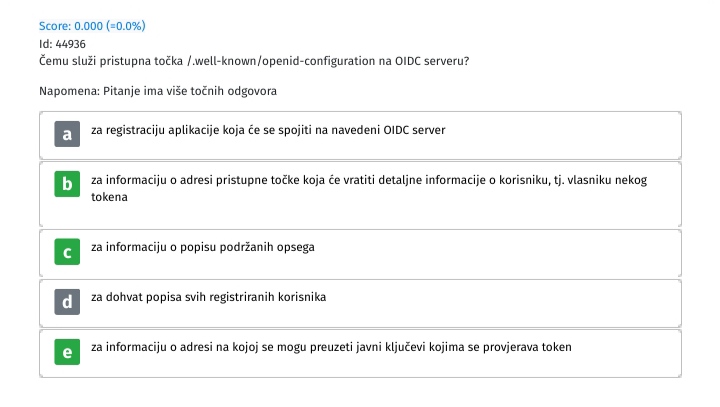 Score: 0.000 (=0.0%)
Id: 44936
Čemu služi pristupna točka /.well-known/openid-configuration na OIDC serveru?
Napomena: Pitanje ima više točnih odgovora
a za registraciju aplikacije koja će se spojiti na navedeni OIDC server
b za informaciju o adresi pristupne točke koja će vratiti detaljne informacije o korisniku, tj. vlasniku nekog
tokena
c za informaciju o popisu podržanih opsega
d za dohvat popisa svih registriranih korisnika
e za informaciju o adresi na kojoj se mogu preuzeti javni ključevi kojima se provjerava token